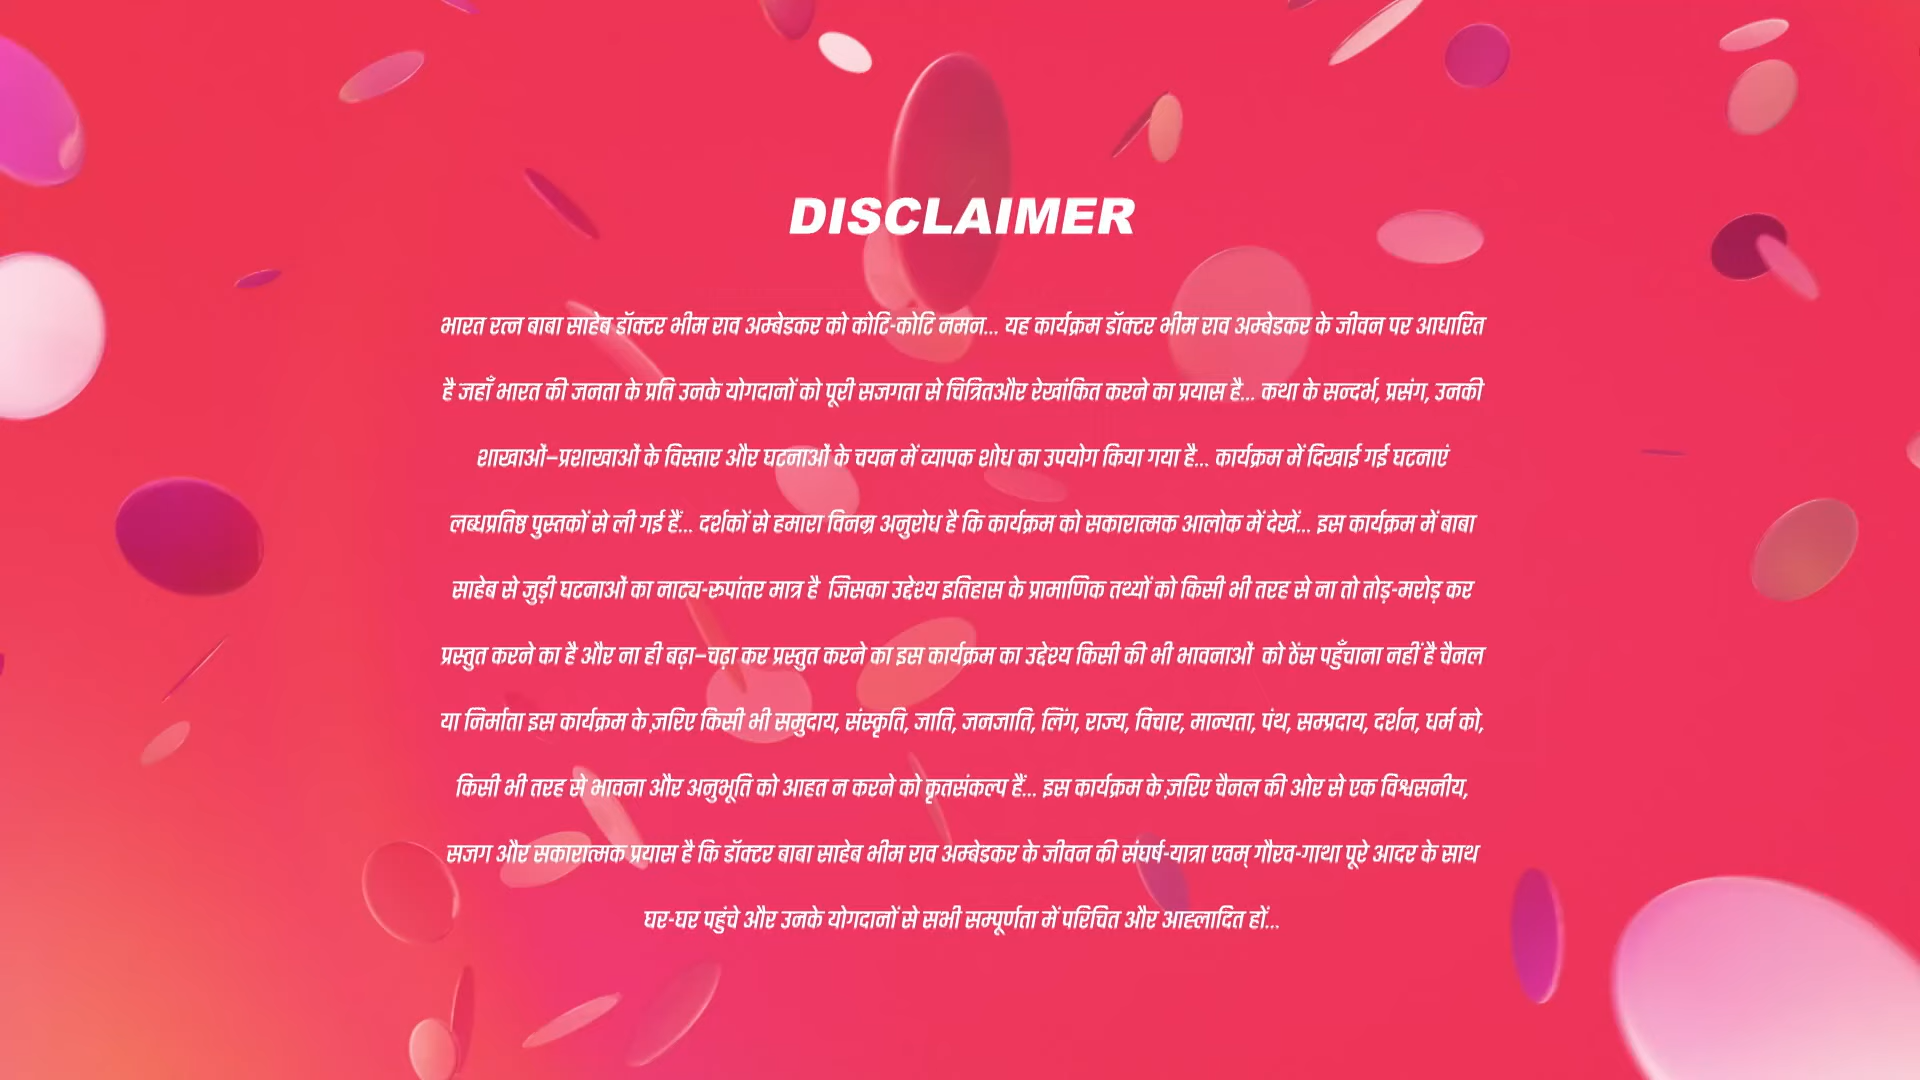 DISCLAIMER
भारत रत्न बाबा साहेब डॉक्टर भीम राव अम्बेडकर को कोटि-कोटि नमन... यह कार्यक्रम डॉक्टर भीम राव अम्बेडकर के जीवन पर आधारित
है जहाँ भारत की जनता के प्रति उनके योगदानों को पूरी सजगता से चित्रितऔर रेखांकित करने का प्रयास है... कथा के सन्दर्भ, प्रसंग, उनकी
शाखाओं–प्रशाखाओं के विस्तार और घटनाओं के चयन में व्यापक शोध का उपयोग किया गया है... कार्यक्रम में दिखाई गई घटनाएं
लब्धप्रतिष्ठ पुस्तकों से ली गई हैं... दर्शकों से हमारा विनम्र अनुरोध है कि कार्यक्रम को सकारात्मक आलोक में देखें... इस कार्यक्रम में बाबा
साहेब से जुड़ी घटनाओं का नाट्य-रूपांतर मात्र है जिसका उद्देश्य इतिहास के प्रामाणिक तथ्यों को किसी भी तरह से ना तो तोड़-मरोड़ कर
प्रस्तुत करने का है और ना ही बढ़ा–चढ़ा कर प्रस्तुत करने का इस कार्यक्रम का उद्देश्य किसी की भी भावनाओं को ठेंस पहुँचाना नहीं है चैनल
या निर्माता इस कार्यक्रम के ज़रिए किसी भी समुदाय, संस्कृति, जाति, जनजाति, लिंग, राज्य, विचार, मान्यता, पंथ, सम्प्रदाय, दर्शन, धर्म को,
किसी भी तरह से भावना और अनुभूति को आहत न करने को कृतसंकल्प हैं... इस कार्यक्रम के ज़रिए चैनल की ओर से एक विश्वसनीय,
सजग और सकारात्मक प्रयास है कि डॉक्टर बाबा साहेब भीम राव अम्बेडकर के जीवन की संघर्ष-यात्रा एवम् गौरव-गाथा पूरे आदर के साथ
घर-घर पहुंचे और उनके योगदानों से सभी सम्पूर्णता में परिचित और आह्लादित हों...